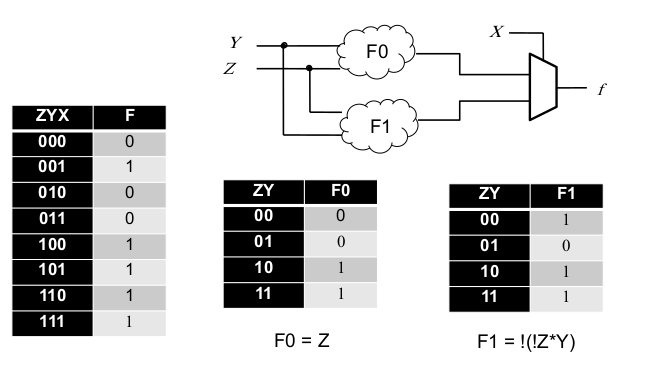 X
Y
Z
F0
F1
f
ZYX F
000 0
001 1
010 0
011 0
100 1
101 1
110 1
111 1
ZY F0
00 0
01 0
10 1
11 1
F0 = Z
ZY F1
00 1
01 0
10 1
11 1
F1 = !(!Z*Y)